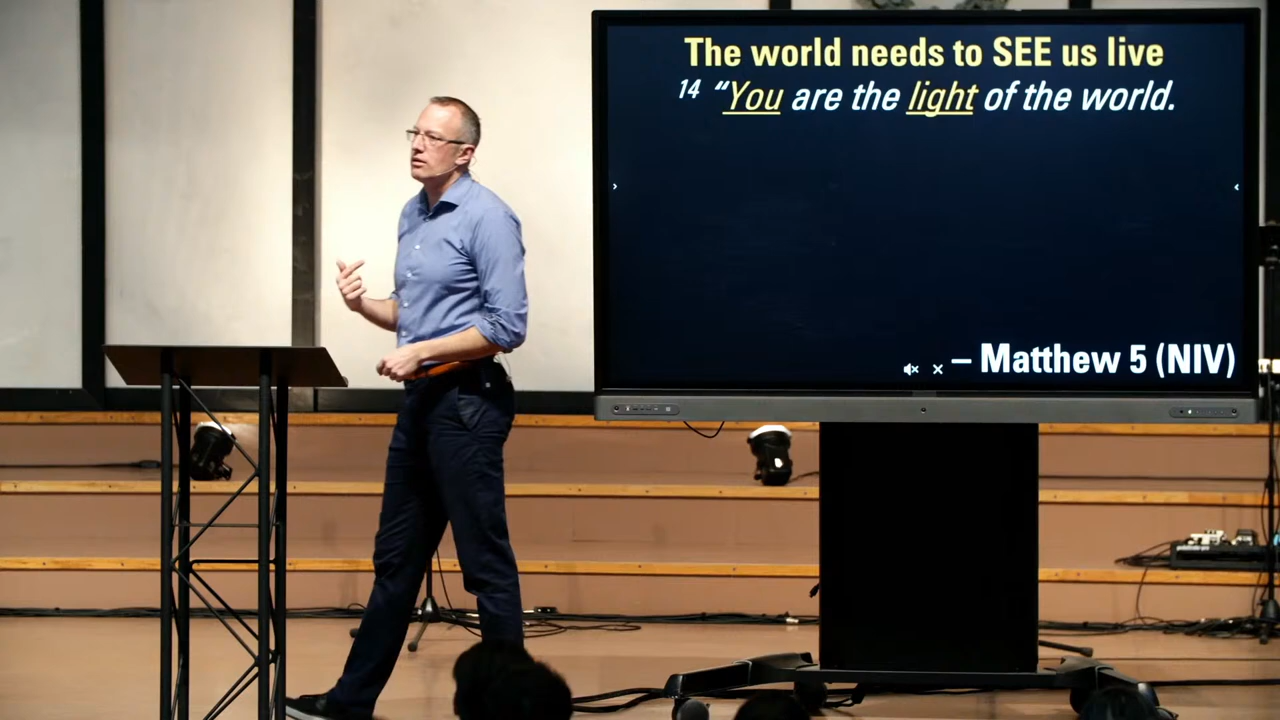 The world needs to SEE us live
14 “You are the light of the world.
– Matthew 5 (NIV)